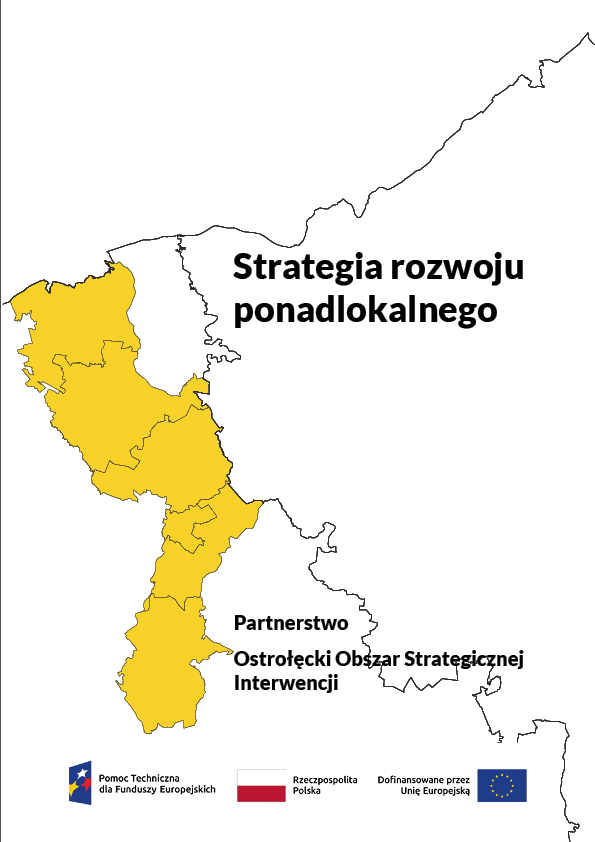 Strategia rozwoju
ponadlokalnego
Partnerstwo
Ostrołęcki Obszar Strategicznej
Interwencji
Pomoc Techniczna
dla Funduszy Europejskich
Rzeczpospolita
Polska
Dofinansowane przez
Unię Europejską